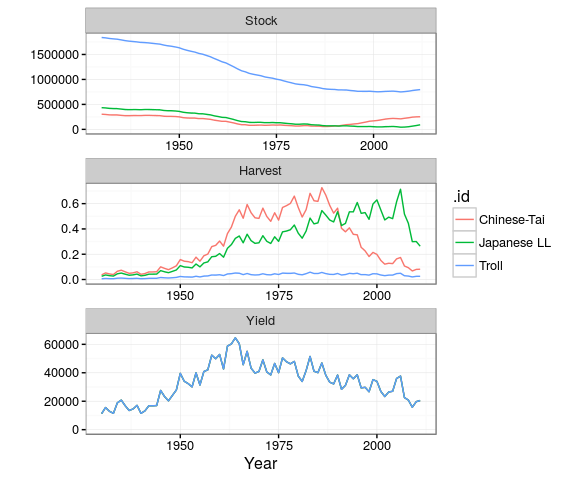 Stock
1500000
1000000
500000
0
1950 1975 2000
Harvest
0.6
0.4
0.2
0.0
1950 1975 2000
.id
Chinese-Tai
Japanese LL
Troll
Yield
60000
40000
20000
0
1950 1975 2000
Year